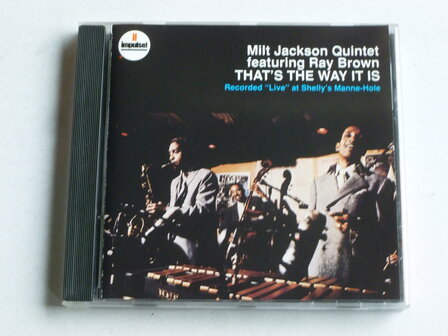 impulse!
Milt Jackson Quintet
featuring Ray Brown
THAT'S THE WAY IT IS
Recorded "Live" at Shelly's Manne-Hole